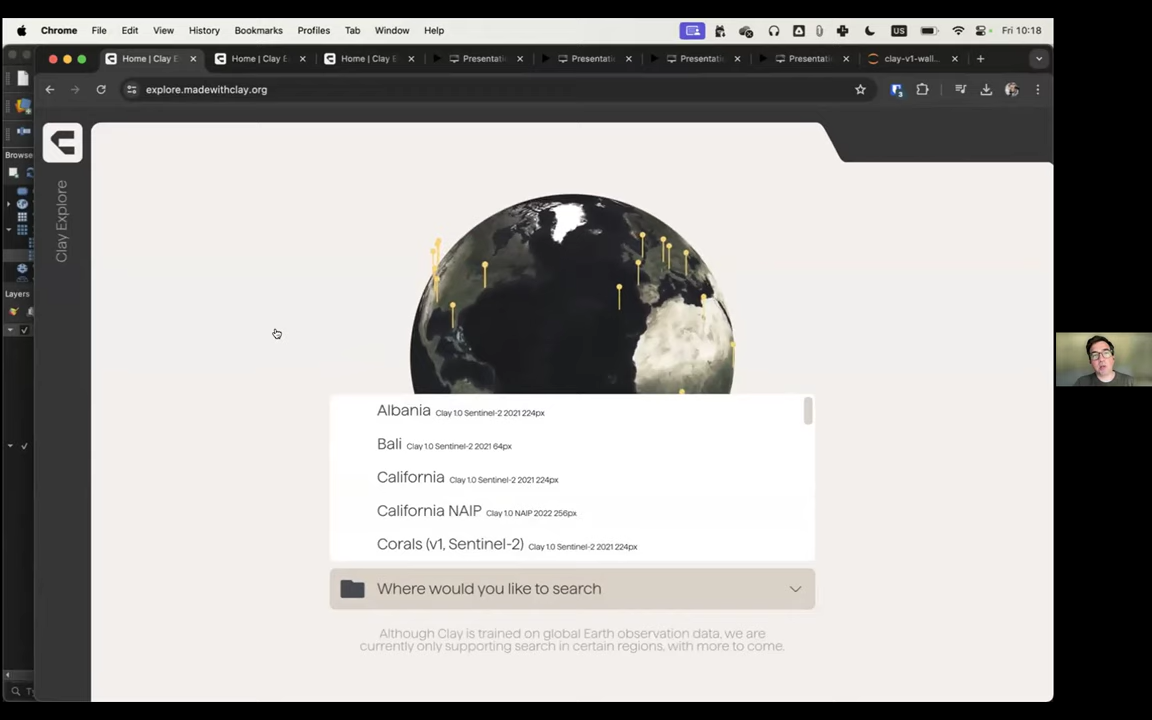 Chrome File Edit View History Bookmarks Profiles Tab Window Help US Fri 10:18
Home | Clay E Home | Clay E Home | Clay E Presentati Presentati Presentati Presentati clay-v1-wall...
explore.madewithclay.org 3
Browse
Clay Explore
Layers
Albania Clay 1.0 Sentinel-2 2021 224px
Bali Clay 1.0 Sentinel-2 2021 64px
California Clay 1.0 Sentinel-2 2021 224px
California NAIP Clay 1.0 NAIP 2022 256px
Corals (v1, Sentinel-2) Clay 1.0 Sentinel-2 2021 224px
Where would you like to search
Although Clay is trained on global Earth observation data, we are
currently only supporting search in certain regions, with more to come.